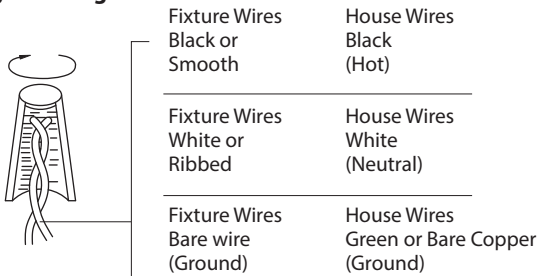 Fixture Wires House Wires
Black or Black
Smooth (Hot)
Fixture Wires House Wires
White or White
Ribbed (Neutral)
Fixture Wires House Wires
Bare wire Green or Bare Copper
(Ground) (Ground)